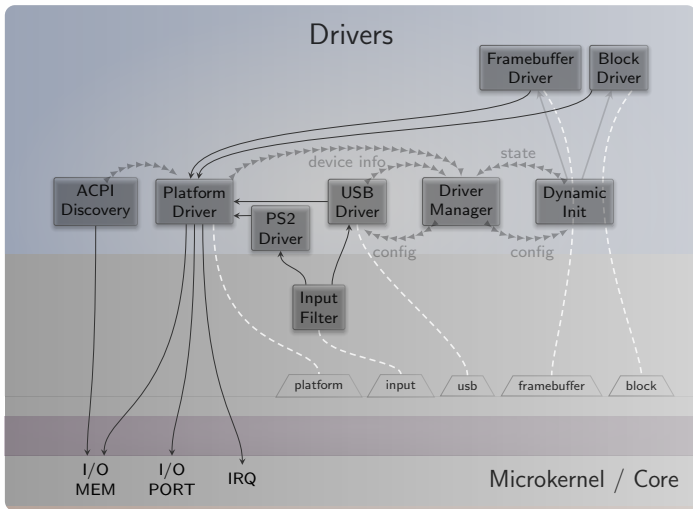 Drivers
Framebuffer
Driver
Block
Driver
device info
state
ACPI
Discovery
Platform
Driver
PS2
Driver
USB
Driver
Driver
Manager
Dynamic
Init
config
config
Input
Filter
platform
input
usb
framebuffer
block
I/O
MEM
I/O
PORT
IRQ
Microkernel / Core